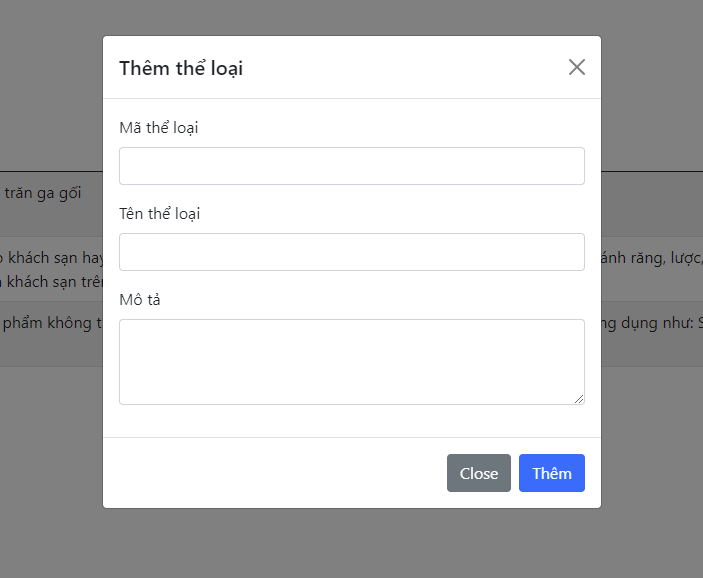 Thêm thể loại
Mã thể loại
trăn ga gối
Tên thể loại
khách sạn hay
ánh răng, lược,
khách sạn trên
Mô tả
phẩm không t
ng dụng như: S
Close
Thêm